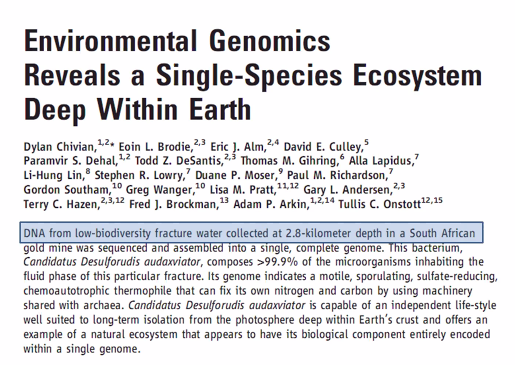 Environmental Genomics
Reveals a Single-Species Ecosystem
Deep Within Earth
Dylan Chivian,1,2* Eoin L. Brodie,2,3 Eric J. Alm,2,4 David E. Culley,5
Paramvir S. Dehal,1,2 Todd Z. DeSantis,2,3 Thomas M. Gihring,6 Alla Lapidus,7
Li-Hung Lin,8 Stephen R. Lowry,7 Duane P. Moser,9 Paul M. Richardson,7
Gordon Southam,10 Greg Wanger,10 Lisa M. Pratt,11,12 Gary L. Andersen,2,3
Terry C. Hazen,2,3,12 Fred J. Brockman,13 Adam P. Arkin,1,2,14 Tullis C. Onstott12,15
DNA from low-biodiversity fracture water collected at 2.8-kilometer depth in a South African
gold mine was sequenced and assembled into a single, complete genome. This bacterium,
Candidatus Desulforudis audaxviator, composes >99.9% of the microorganisms inhabiting the
fluid phase of this particular fracture. Its genome indicates a motile, sporulating, sulfate-reducing,
chemoautotrophic thermophile that can fix its own nitrogen and carbon by using machinery
shared with archaea. Candidatus Desulforudis audaxviator is capable of an independent life-style
well suited to long-term isolation from the photosphere deep within Earth's crust and offers an
example of a natural ecosystem that appears to have its biological component entirely encoded
within a single genome.